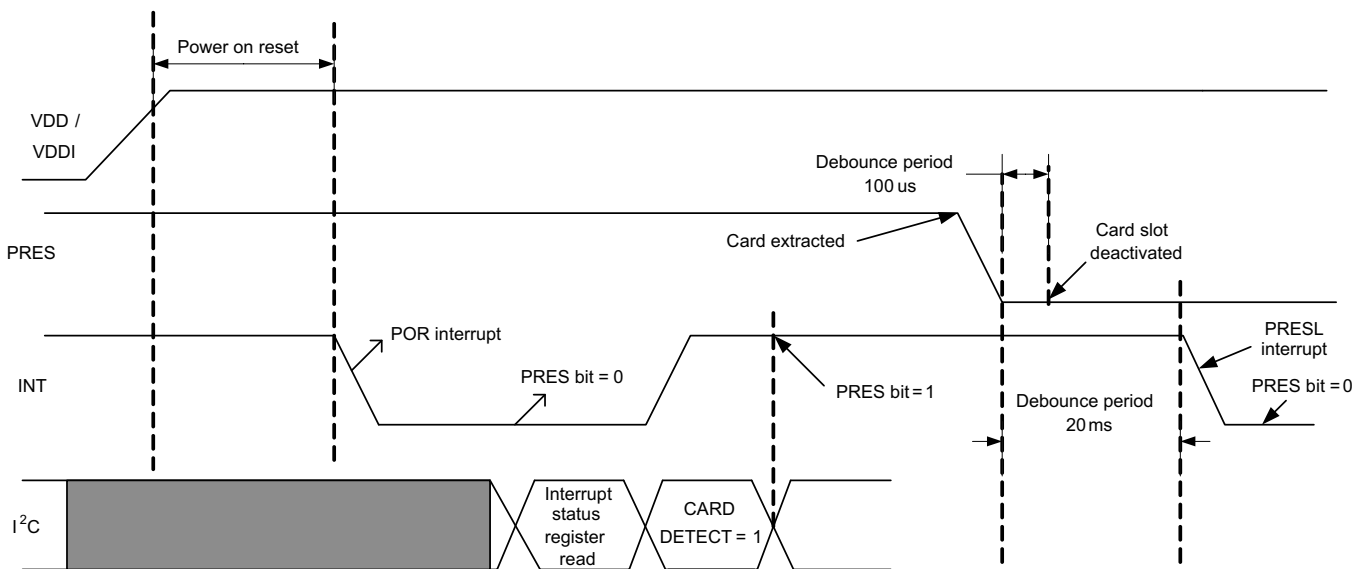 Power on reset
VDD /
VDDI
Debounce period
100 us
Card extracted
Card slot
deactivated
PRES
POR interrupt
PRESL
interrupt
INT
PRES bit = 0
PRES bit = 1
PRES bit = 0
Debounce period
20 ms
I2C
Interrupt
status
register
read
CARD
DETECT = 1